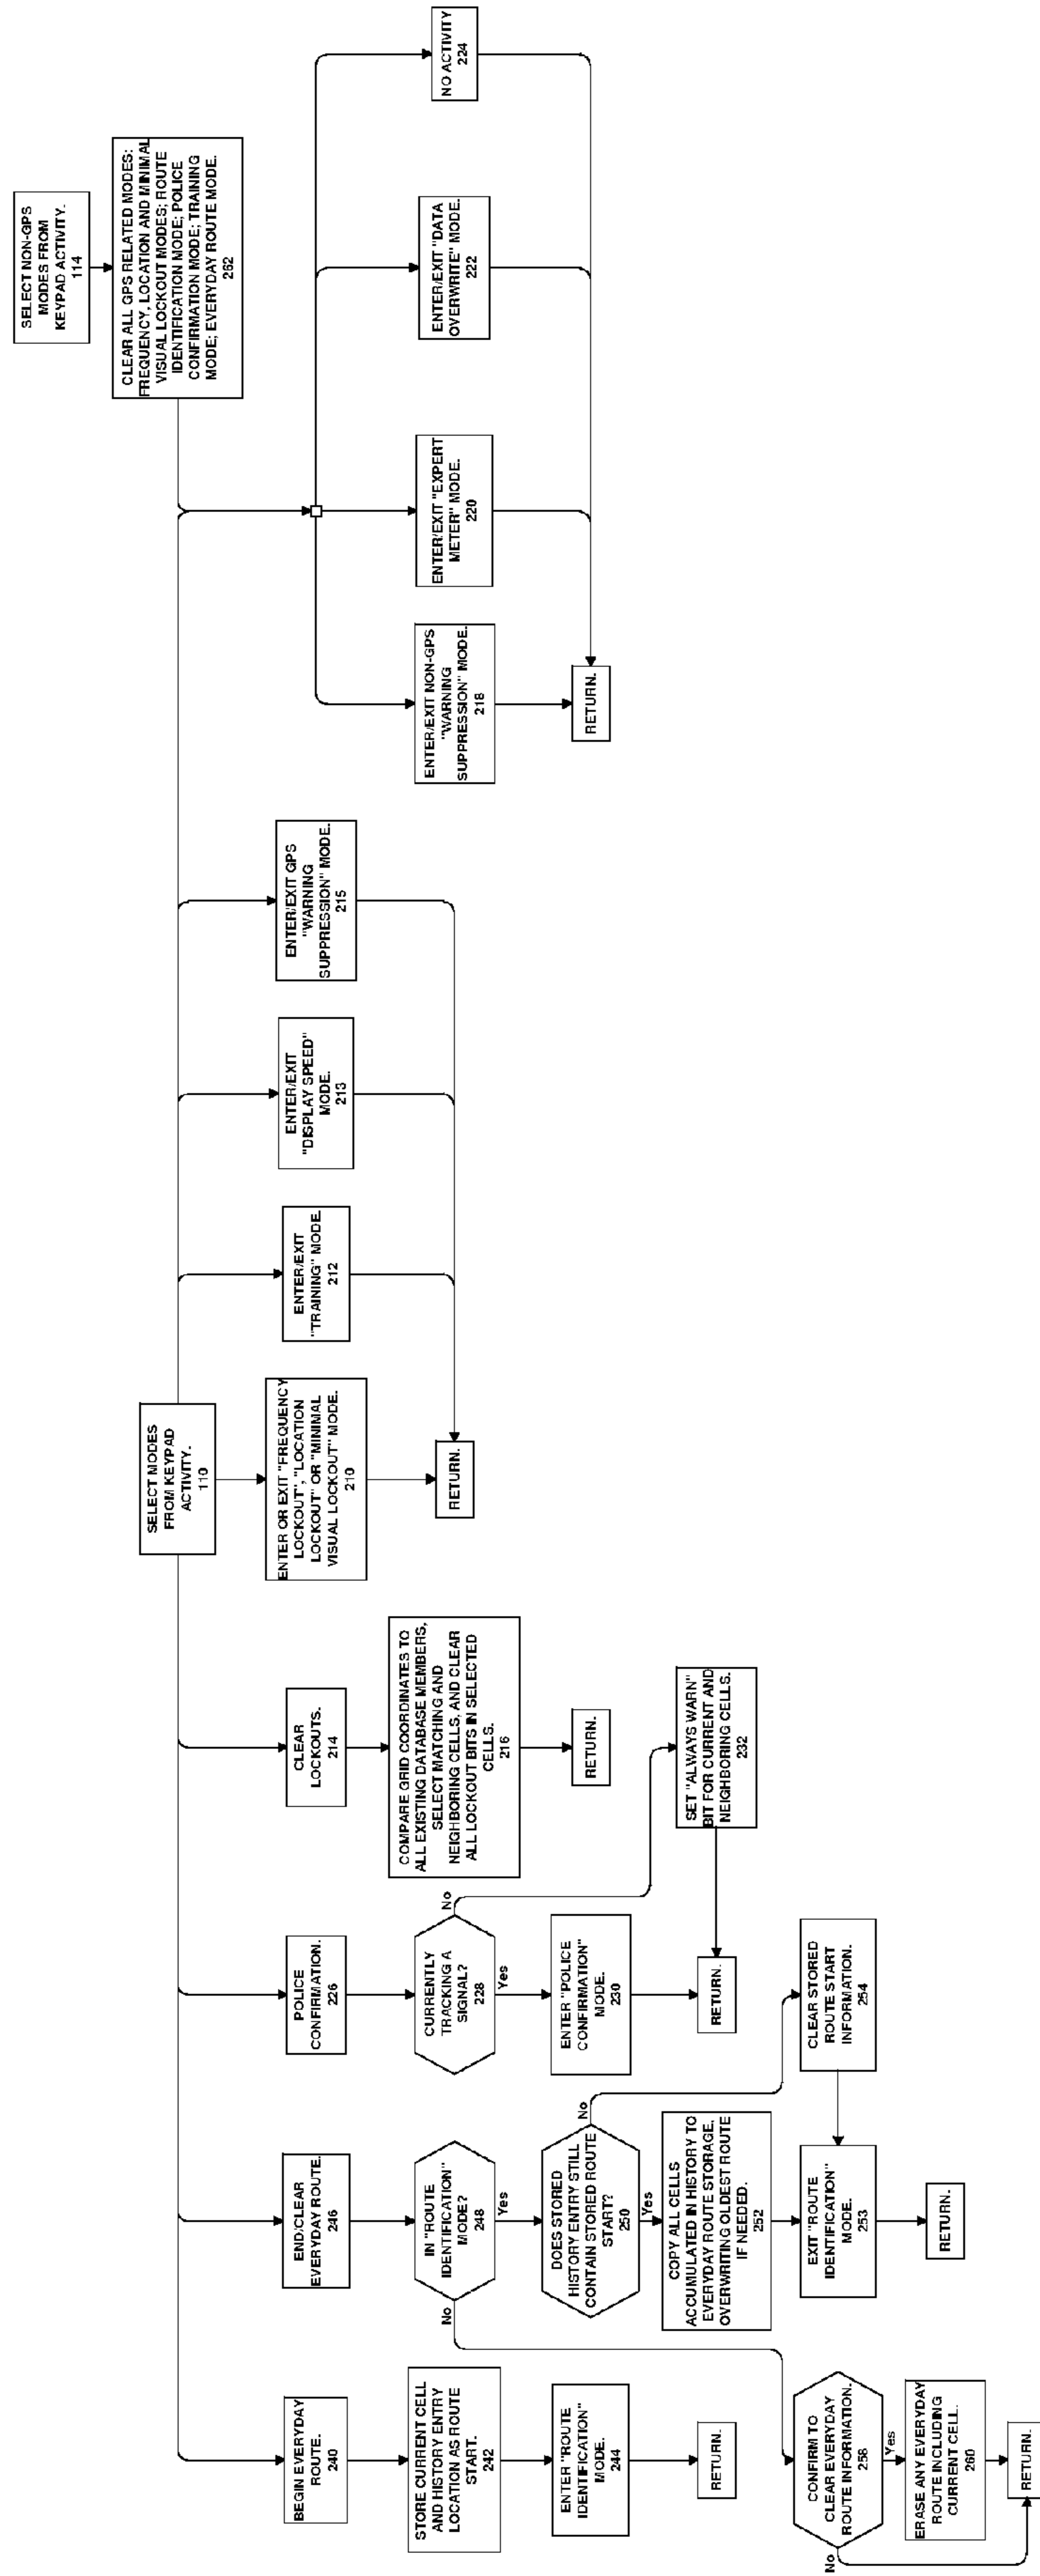 SELECT NON-GPS
MODES FROM
KEYPAD ACTIVITY.
114
CLEAR ALL GPS RELATED MODES:
FREQUENCY, LOCATION AND MINIMAL
VISUAL LOCKOUT MODES; ROUTE
IDENTIFICATION MODE; POLICE
CONFIRMATION MODE; TRAINING
MODE; EVERYDAY ROUTE MODE.
262
SELECT MODES
FROM KEYPAD
ACTIVITY.
110
BEGIN EVERYDAY
ROUTE.
240
STORE CURRENT CELL
AND HISTORY ENTRY
LOCATION AS ROUTE
START.
242
ENTER "ROUTE
IDENTIFICATION"
MODE.
244
RETURN.
END/CLEAR
EVERYDAY ROUTE.
246
IN "ROUTE
IDENTIFICATION"
MODE?
248
No
Yes
DOES STORED
HISTORY ENTRY STILL
CONTAIN STORED ROUTE
START?
250
No
Yes
COPY ALL CELLS
ACCUMULATED IN HISTORY TO
EVERYDAY ROUTE STORAGE,
OVERWRITING OLDEST ROUTE
IF NEEDED.
252
EXIT "ROUTE
IDENTIFICATION"
MODE.
253
RETURN.
CLEAR STORED
ROUTE START
INFORMATION.
254
CONFIRM TO
CLEAR EVERYDAY
ROUTE INFORMATION.
258
No
Yes
ERASE ANY EVERYDAY
ROUTE INCLUDING
CURRENT CELL.
260
RETURN.
POLICE
CONFIRMATION.
226
CURRENTLY
TRACKING A
SIGNAL?
228
No
Yes
ENTER "POLICE
CONFIRMATION"
MODE.
230
RETURN.
SET "ALWAYS WARN"
BIT FOR CURRENT AND
NEIGHBORING CELLS.
232
CLEAR
LOCKOUTS.
214
COMPARE GRID COORDINATES TO
ALL EXISTING DATABASE MEMBERS,
SELECT MATCHING AND
NEIGHBORING CELLS, AND CLEAR
ALL LOCKOUT BITS IN SELECTED
CELLS.
216
RETURN.
ENTER OR EXIT "FREQUENCY
LOCKOUT", "LOCATION
LOCKOUT" OR "MINIMAL
VISUAL LOCKOUT" MODE.
210
RETURN.
ENTER/EXIT
"TRAINING" MODE.
212
ENTER/EXIT
"DISPLAY SPEED"
MODE.
213
ENTER/EXIT GPS
"WARNING
SUPPRESSION" MODE.
215
ENTER/EXIT NON-GPS
"WARNING
SUPPRESSION" MODE.
218
RETURN.
ENTER/EXIT "EXPERT
METER" MODE.
220
ENTER/EXIT "DATA
OVERWRITE" MODE.
222
NO ACTIVITY
224